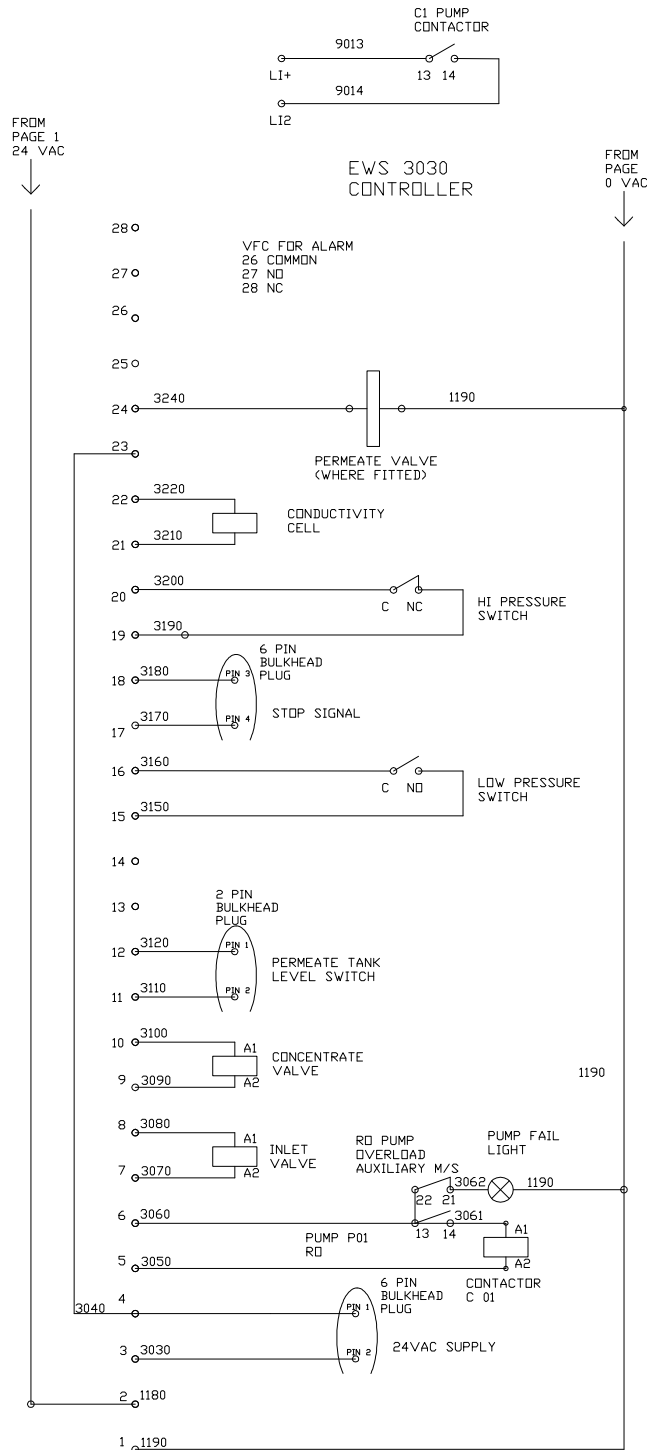 C1 PUMP
CONTACTOR
9013
LI+
13 14
9014
LI2
FROM
PAGE 1
24 VAC
EWS 3030
CONTROLLER
FROM
PAGE
0 VAC
28
VFC FOR ALARM
26 COMMON
27 NO
28 NC
27
26
25
24 3240 1190
23
PERMEATE VALVE
(WHERE FITTED)
22 3220
CONDUCTIVITY
CELL
21 3210
20 3200
C NC
HI PRESSURE
SWITCH
19 3190
6 PIN
BULKHEAD
PLUG
18 3180 PIN 3
STOP SIGNAL
17 3170 PIN 4
16 3160
C NO
LOW PRESSURE
SWITCH
15 3150
14
13
2 PIN
BULKHEAD
PLUG
12 3120 PIN 1
PERMEATE TANK
LEVEL SWITCH
11 3110 PIN 2
10 3100 A1
CONCENTRATE
VALVE
9 3090 A2
1190
8 3080 A1
INLET
VALVE
7 3070 A2
RO PUMP
OVERLOAD
AUXILIARY M/S
PUMP FAIL
LIGHT
3062 1190
22 21
6 3060 3061
13 14
A1
PUMP P01
RO
5 3050 A2
CONTACTOR
C 01
6 PIN
BULKHEAD
PLUG
4
3040 PIN 1
24VAC SUPPLY
3 3030 PIN 2
2 1180
1 1190